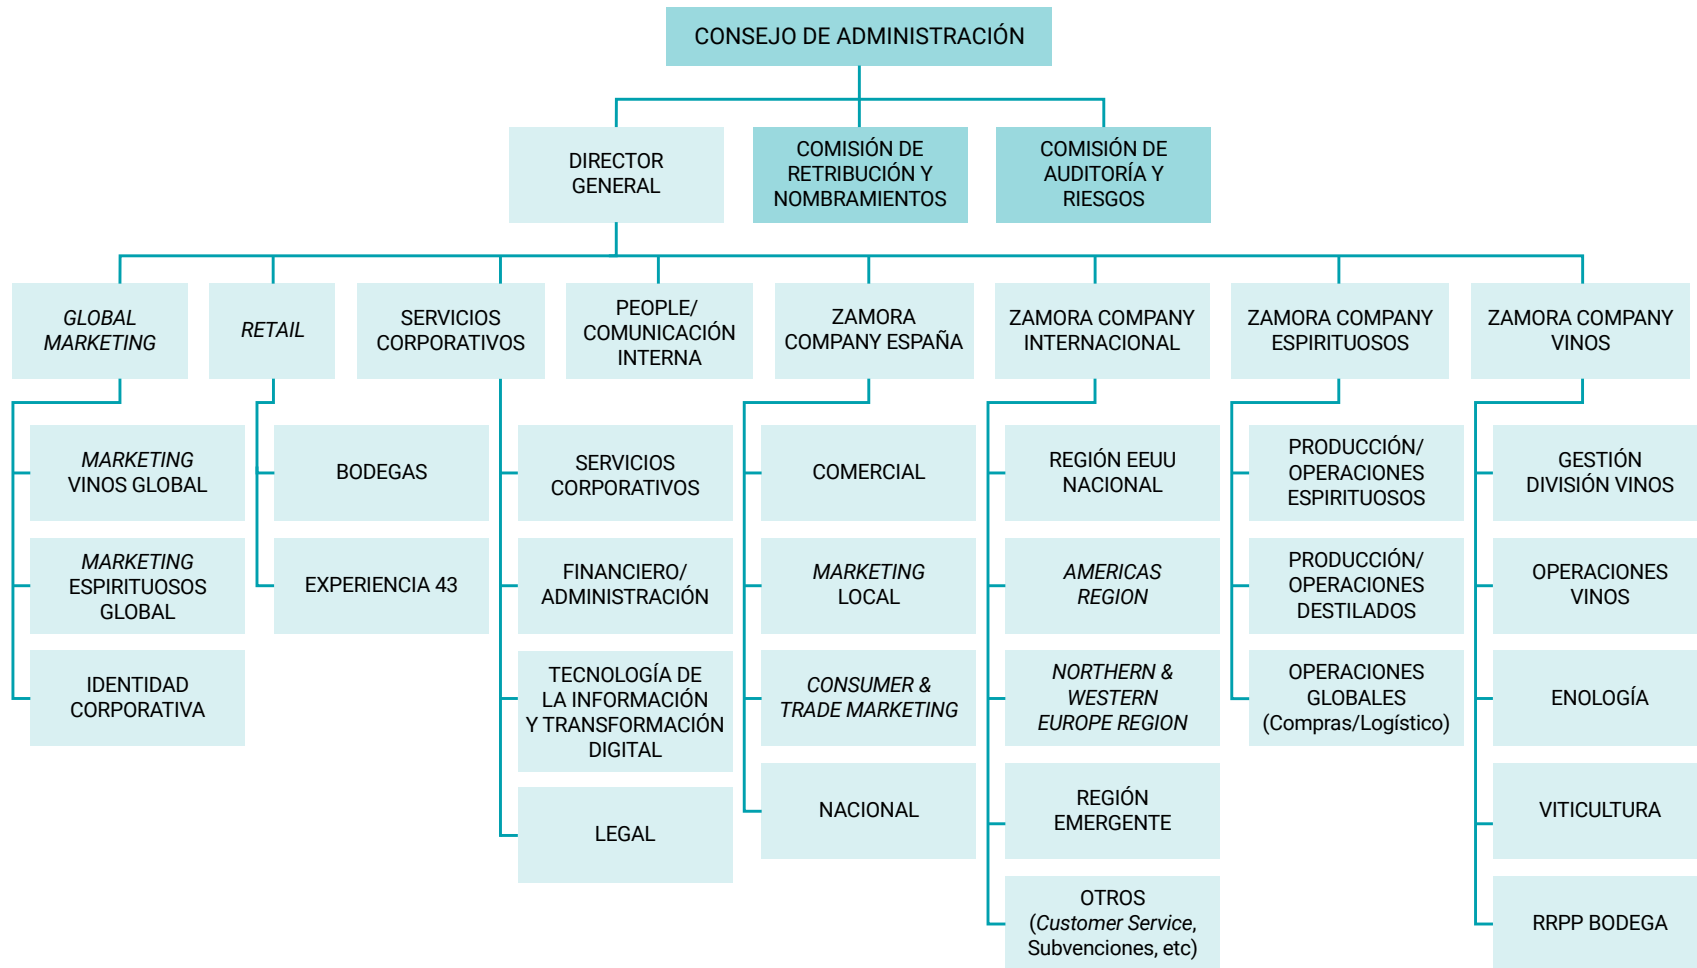 CONSEJO DE ADMINISTRACIÓN
DIRECTOR
GENERAL
COMISIÓN DE
RETRIBUCIÓN Y
NOMBRAMIENTOS
COMISIÓN DE
AUDITORÍA Y
RIESGOS
GLOBAL
MARKETING
RETAIL
SERVICIOS
CORPORATIVOS
PEOPLE/
COMUNICACIÓN
INTERNA
ZAMORA
COMPANY ESPAÑA
ZAMORA COMPANY
INTERNACIONAL
ZAMORA COMPANY
ESPIRITUOSOS
ZAMORA COMPANY
VINOS
MARKETING
VINOS GLOBAL
MARKETING
ESPIRITUOSOS
GLOBAL
IDENTIDAD
CORPORATIVA
BODEGAS
EXPERIENCIA 43
SERVICIOS
CORPORATIVOS
FINANCIERO/
ADMINISTRACIÓN
TECNOLOGÍA DE
LA INFORMACIÓN
Y TRANSFORMACIÓN
DIGITAL
LEGAL
COMERCIAL
MARKETING
LOCAL
CONSUMER &
TRADE MARKETING
NACIONAL
REGIÓN EEUU
NACIONAL
AMERICAS
REGION
NORTHERN &
WESTERN
EUROPE REGION
REGIÓN
EMERGENTE
OTROS
(Customer Service,
Subvenciones, etc)
PRODUCCIÓN/
OPERACIONES
ESPIRITUOSOS
PRODUCCIÓN/
OPERACIONES
DESTILADOS
OPERACIONES
GLOBALES
(Compras/Logístico)
GESTIÓN
DIVISIÓN VINOS
OPERACIONES
VINOS
ENOLOGÍA
VITICULTURA
RRPP BODEGA